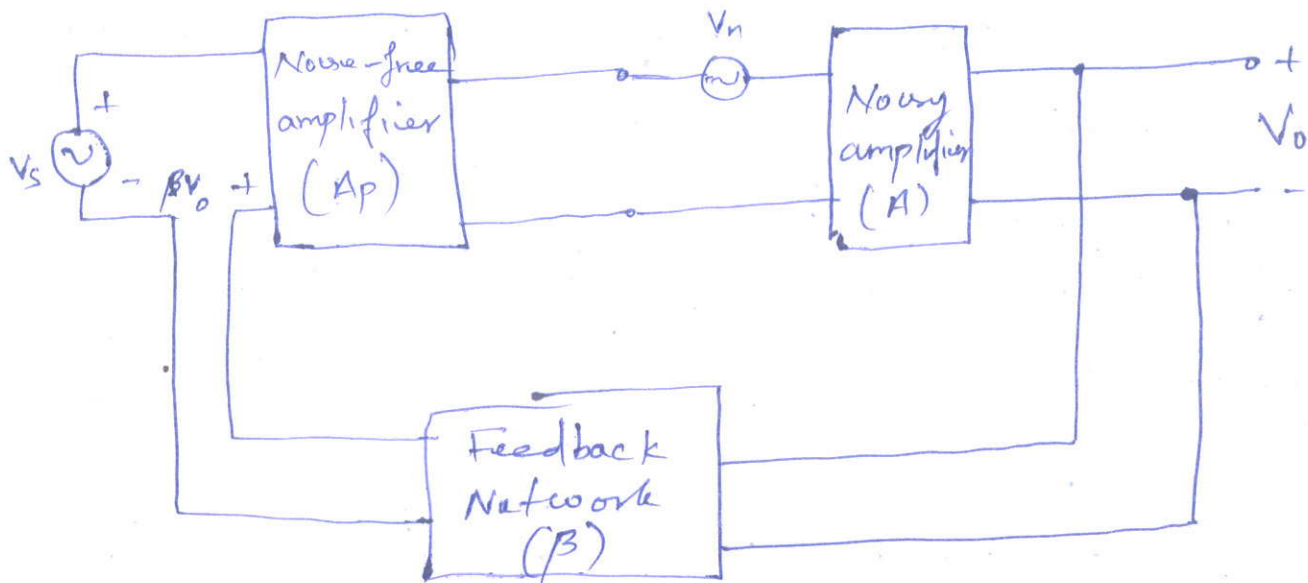 Vn
Noise-free
amplifier
(Ap)
+
Vs
-
βVo
+
Noisy
amplifier
(A)
+
Vo
-
Feedback
Network
(β)